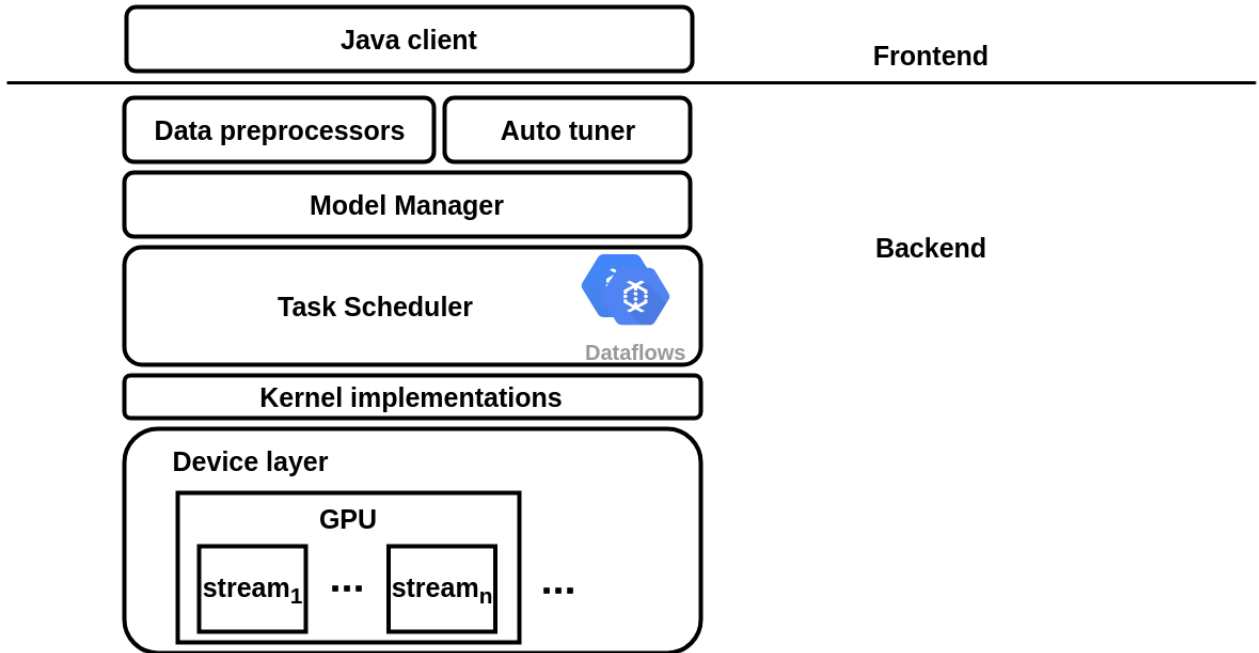 Java client
Frontend
Data preprocessors Auto tuner
Model Manager
Backend
Task Scheduler
Dataflows
Kernel implementations
Device layer
GPU
stream1 ... streamn ...